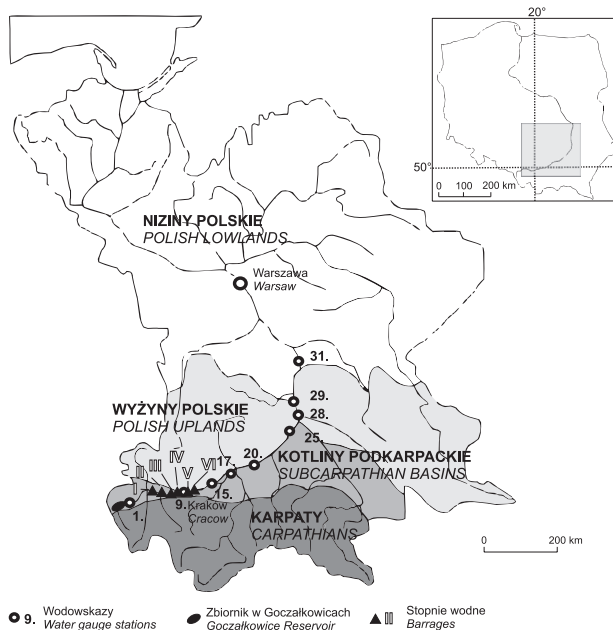 20°
50°
0 100 200 km
NIZINY POLSKIE
POLISH LOWLANDS
Warszawa
Warsaw
31.
29.
28.
25.
WYŻYNY POLSKIE
POLISH UPLANDS
KOTLINY PODKARPACKIE
SUBCARPATHIAN BASINS
20.
17.
15.
I
II
III
IV
V
VI
9.
Kraków
Cracow
1.
KARPATY
CARPATHIANS
0 200 km
9. Wodowskazy
Water gauge stations
Zbiornik w Goczałkowicach
Goczałkowice Reservoir
II Stopnie wodne
Barrages